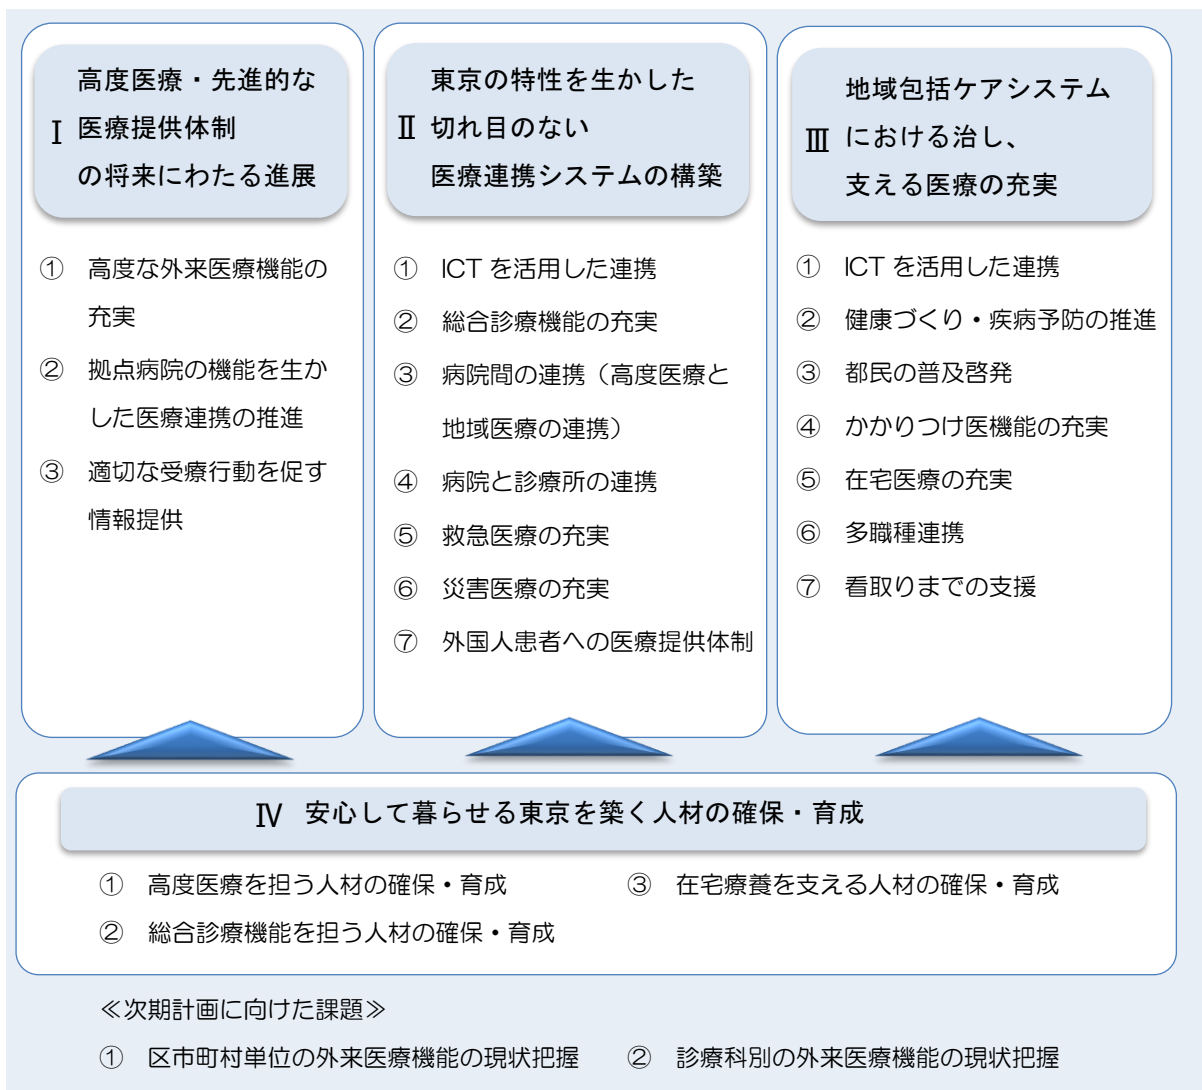 高度医療・先進的な
Ⅰ 医療提供体制
の将来にわたる進展
① 高度な外来医療機能の
充実
② 拠点病院の機能を生か
した医療連携の推進
③ 適切な受療行動を促す
情報提供
東京の特性を生かした
Ⅱ 切れ目のない
医療連携システムの構築
① ICT を活用した連携
② 総合診療機能の充実
③ 病院間の連携（高度医療と
地域医療の連携）
④ 病院と診療所の連携
⑤ 救急医療の充実
⑥ 災害医療の充実
⑦ 外国人患者への医療提供体制
地域包括ケアシステム
Ⅲ における治し、
支える医療の充実
① ICT を活用した連携
② 健康づくり・疾病予防の推進
③ 都民の普及啓発
④ かかりつけ医機能の充実
⑤ 在宅医療の充実
⑥ 多職種連携
⑦ 看取りまでの支援
Ⅳ 安心して暮らせる東京を築く人材の確保・育成
① 高度医療を担う人材の確保・育成
② 総合診療機能を担う人材の確保・育成
③ 在宅療養を支える人材の確保・育成
≪次期計画に向けた課題≫
① 区市町村単位の外来医療機能の現状把握 ② 診療科別の外来医療機能の現状把握